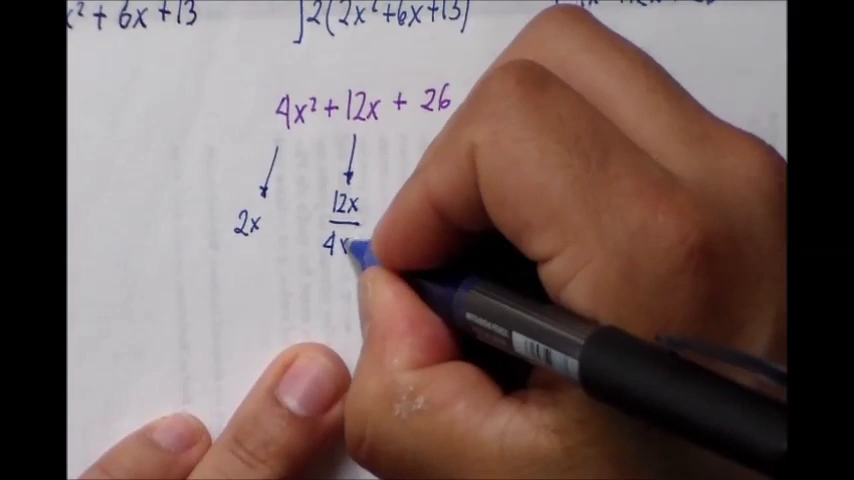 x² + 6x + 13
∫2(2x²+6x+13)
4x² + 12x + 26
2x
12x
4x